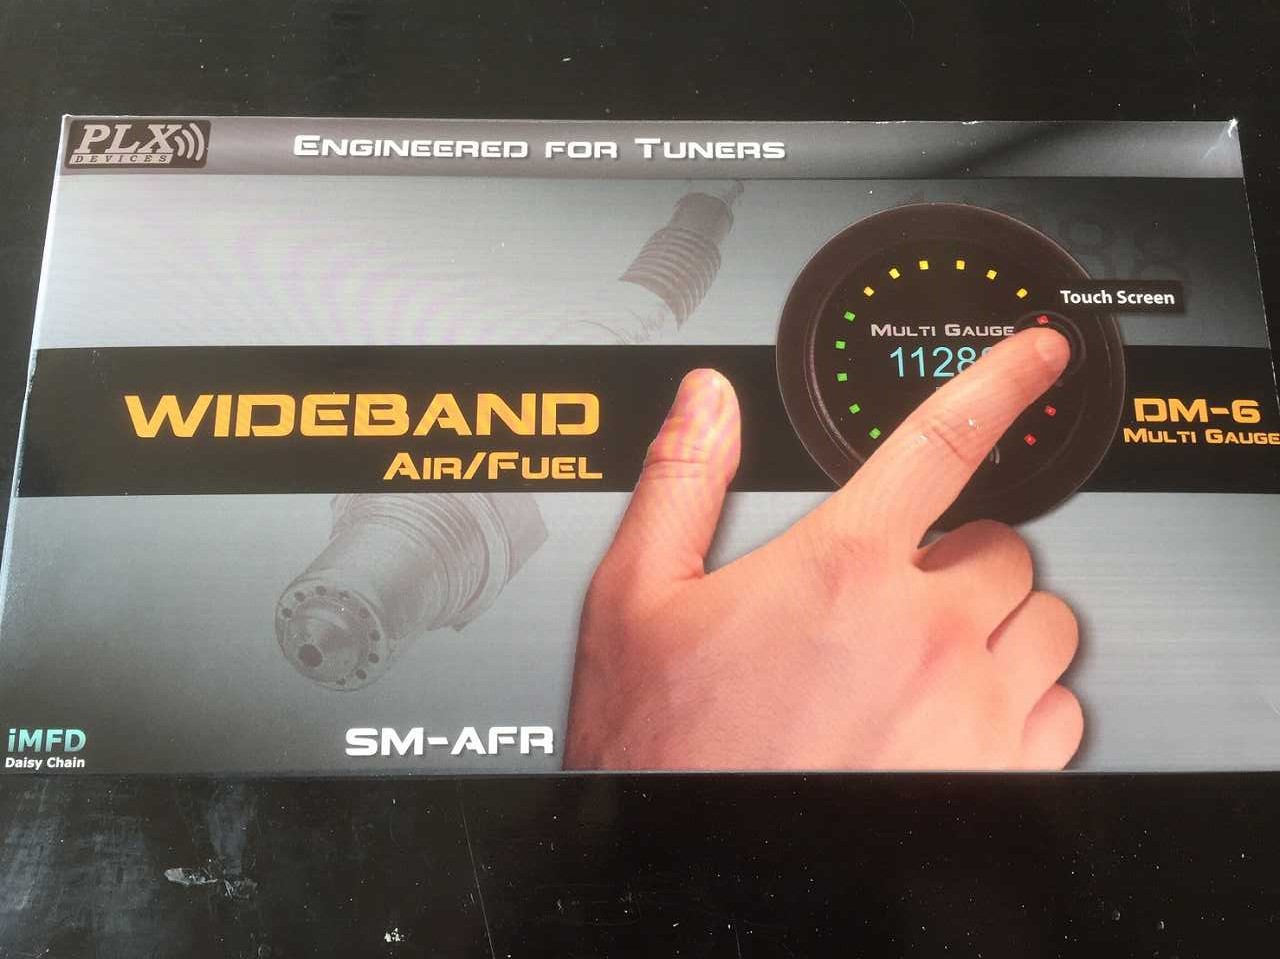 PLX
DEVICES
ENGINEERED FOR TUNERS
Touch Screen
MULTI GAUGE
WIDEBAND
AIR/FUEL
DM-6
MULTI GAUGE
SM-AFR
iMFD
Daisy Chain